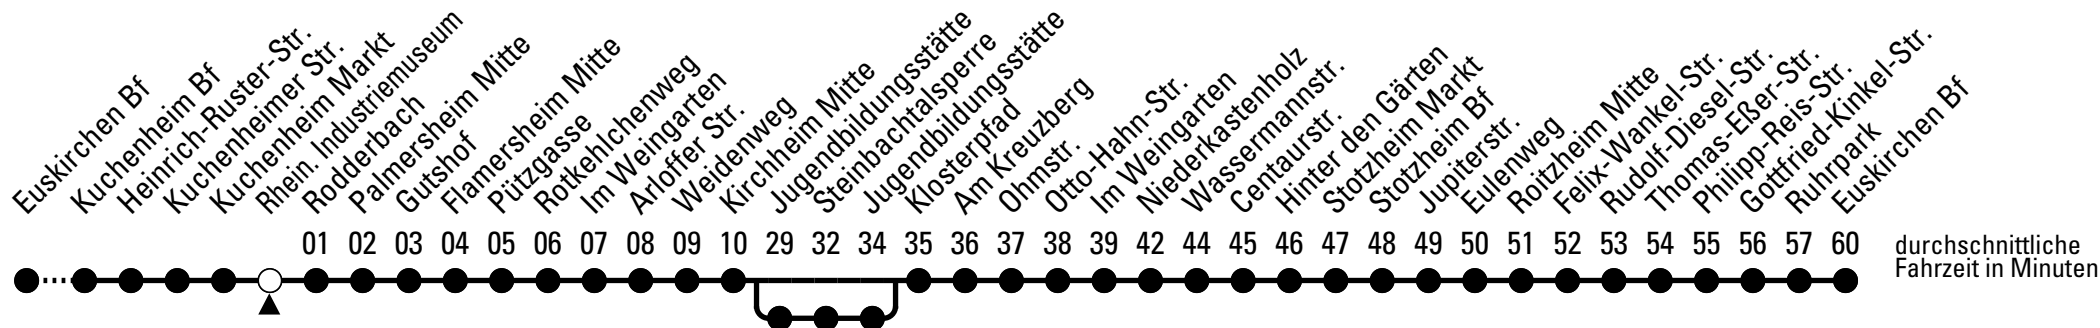 Euskirchen Bf
Kuchenheim Bf
Heinrich-Ruster-Str.
Kuchenheimer Str.
Kuchenheim Markt
Rhein. Industriemuseum
Rodderbach
Palmersheim Mitte
Gutshof
Flamersheim Mitte
Pützgasse
Rotkehlchenweg
Im Weingarten
Arloffer Str.
Weidenweg
Kirchheim Mitte
Jugendbildungsstätte
Steinbachtalsperre
Jugendbildungsstätte
Klosterpfad
Am Kreuzberg
Ohmstr.
Otto-Hahn-Str.
Im Weingarten
Niederkastenholz
Wassermannstr.
Centaurstr.
Hinter den Gärten
Stotzheim Markt
Stotzheim Bf
Jupiterstr.
Eulenweg
Roitzheim Mitte
Felix-Wankel-Str.
Rudolf-Diesel-Str.
Thomas-Eßer-Str.
Philipp-Reis-Str.
Gottfried-Kinkel-Str.
Ruhrpark
Euskirchen Bf
01 02 03 04 05 06 07 08 09 10 29 32 34 35 36 37 38 39 42 44 45 46 47 48 49 50 51 52 53 54 55 56 57 60
durchschnittliche
Fahrzeit in Minuten